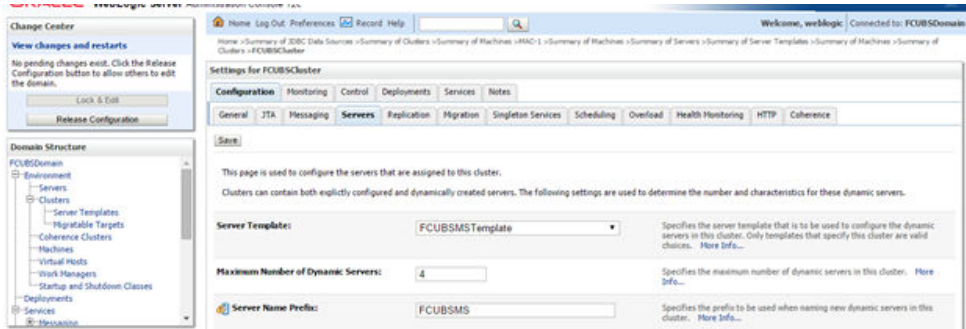 WebLogic Server Administration Console 12c
Change Center
View changes and restarts
No pending changes exist. Click the Release
Configuration button to allow others to edit
the domain.
Lock & Edit
Release Configuration
Domain Structure
FCUBSDomain
Environment
Servers
Clusters
Server Templates
Migratable Targets
Coherence Clusters
Machines
Virtual Hosts
Work Managers
Startup and Shutdown Classes
Deployments
Services
Messaging
Home Log Out Preferences Record Help
Welcome, weblogic Connected to: FCUBSDomain
Home >Summary of JDBC Data Sources >Summary of Clusters >Summary of Machines >MAC-1 >Summary of Machines >Summary of Servers >Summary of Server Templates >Summary of Machines >Summary of
Clusters >FCUBSCluster
Settings for FCUBSCluster
Configuration Monitoring Control Deployments Services Notes
General JTA Messaging Servers Replication Migration Singleton Services Scheduling Overload Health Monitoring HTTP Coherence
Save
This page is used to configure the servers that are assigned to this cluster.
Clusters can contain both explictly configured and dynamically created servers. The following settings are used to determine the number and characteristics for these dynamic servers.
Server Template: FCUBSMSTemplate
Specifies the server template that is to be used to configure the dynamic
servers in this cluster. Only templates that specify this cluster are valid
choices. More Info...
Maximum Number of Dynamic Servers: 4
Specifies the maximum number of dynamic servers in this cluster. More
Info...
Server Name Prefix: FCUBSMS
Specifies the prefix to be used when naming new dynamic servers in this
cluster. More Info...